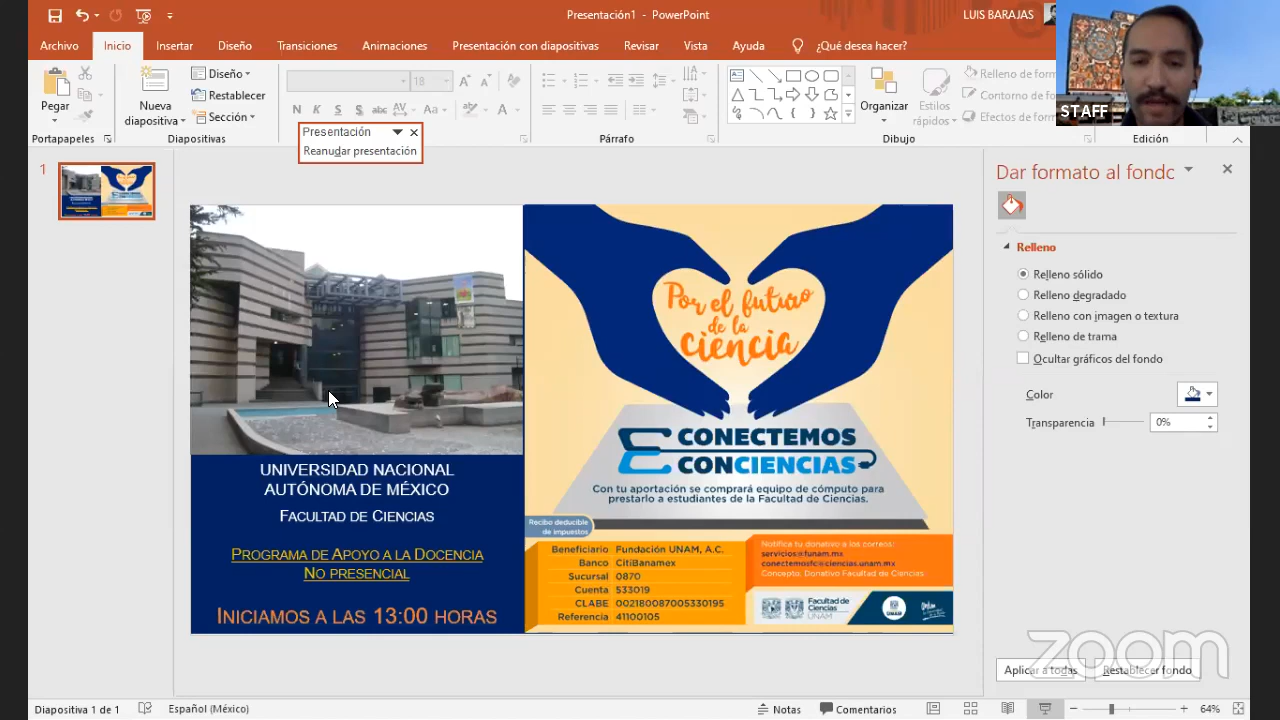 Presentación1 - PowerPoint
LUIS BARAJAS
Archivo
Inicio
Insertar
Diseño
Transiciones
Animaciones
Presentación con diapositivas
Revisar
Vista
Ayuda
¿Qué desea hacer?
Pegar
Nueva
diapositiva
Diseño
Restablecer
Sección
18
N K S S abc AV Aa A
Organizar
Estilos
rápidos
Relleno de for
Contorno de for
Efectos de form
Portapapeles
Diapositivas
Párrafo
Dibujo
Edición
STAFF
Presentación
Reanudar presentación
1
Dar formato al fondo
Relleno
Relleno sólido
Relleno degradado
Relleno con imagen o textura
Relleno de trama
Ocultar gráficos del fondo
Color
Transparencia
0%
Aplicar a todas
Restablecer fondo
zoom
UNIVERSIDAD NACIONAL
AUTÓNOMA DE MÉXICO
FACULTAD DE CIENCIAS
PROGRAMA DE APOYO A LA DOCENCIA
NO PRESENCIAL
INICIAMOS A LAS 13:00 HORAS
Por el futuro
de la
ciencia
CONECTEMOS
CONCIENCIAS
Con tu aportación se comprará equipo de cómputo para
prestarlo a estudiantes de la Facultad de Ciencias.
Recibo deducible
de impuestos
Beneficiario Fundación UNAM, A.C.
Banco CitiBanamex
Sucursal 0870
Cuenta 533019
CLABE 002180087005330195
Referencia 41100105
Notifica tu donativo a los correos:
servicios@funam.mx
conectemosfc@ciencias.unam.mx
Concepto: Donativo Facultad de Ciencias
Facultad de
Ciencias
UNAM
Diapositiva 1 de 1
Español (México)
Notas
Comentarios
64%